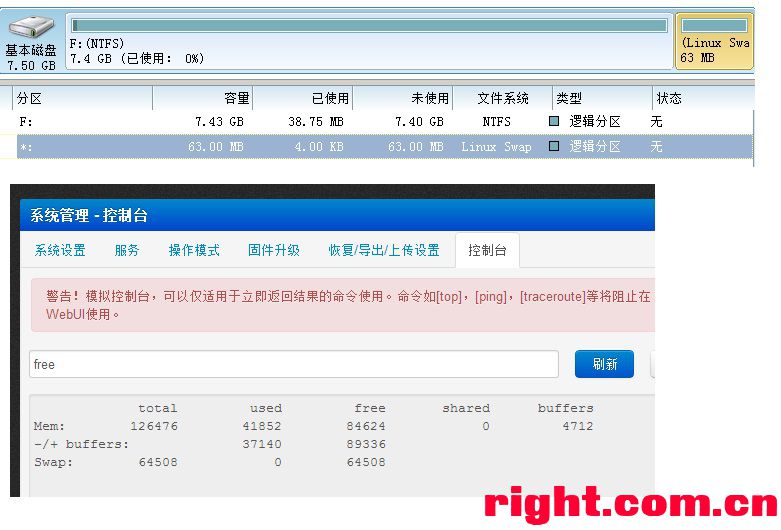 基本磁盘
7.50 GB
F:(NTFS)
7.4 GB (已使用: 0%)
(Linux Swa
63 MB
分区 容量 已使用 未使用 文件系统 类型 状态
F: 7.43 GB 38.75 MB 7.40 GB NTFS 逻辑分区 无
*: 63.00 MB 4.00 KB 63.00 MB Linux Swap 逻辑分区 无
系统管理 - 控制台
系统设置 服务 操作模式 固件升级 恢复/导出/上传设置 控制台
警告！模拟控制台，可以仅适用于立即返回结果的命令使用。命令如[top]，[ping]，[traceroute]等将阻止在
WebUI使用。
free 刷新
total used free shared buffers
Mem: 126476 41852 84624 0 4712
-/+ buffers: 37140 89336
Swap: 64508 0 64508
right.com.cn